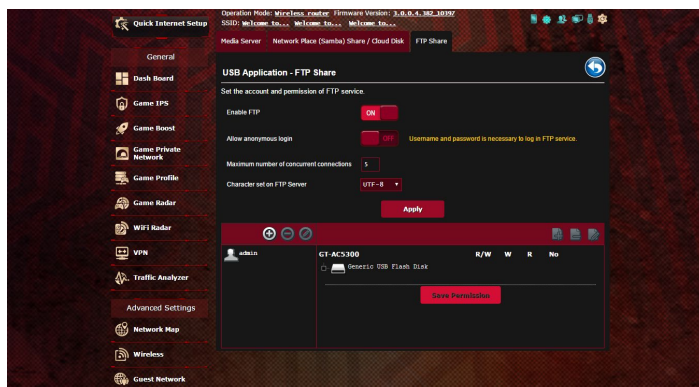 Quick Internet Setup
Operation Mode: Wireless router Firmware Version: 3.0.0.4.382_10397
SSID: Welcome to... Welcome to... Welcome to...
Media Server Network Place (Samba) Share / Cloud Disk FTP Share
General
Dash Board
Game IPS
Game Boost
Game Private
Network
Game Profile
Game Radar
WiFi Radar
VPN
Traffic Analyzer
Advanced Settings
Network Map
Wireless
Guest Network
USB Application - FTP Share
Set the account and permission of FTP service.
Enable FTP ON
Allow anonymous login OFF Username and password is necessary to log in FTP service.
Maximum number of concurrent connections 5
Character set on FTP Server UTF-8
Apply
admin
GT-AC5300 R/W W R No
Generic USB Flash Disk
Save Permission